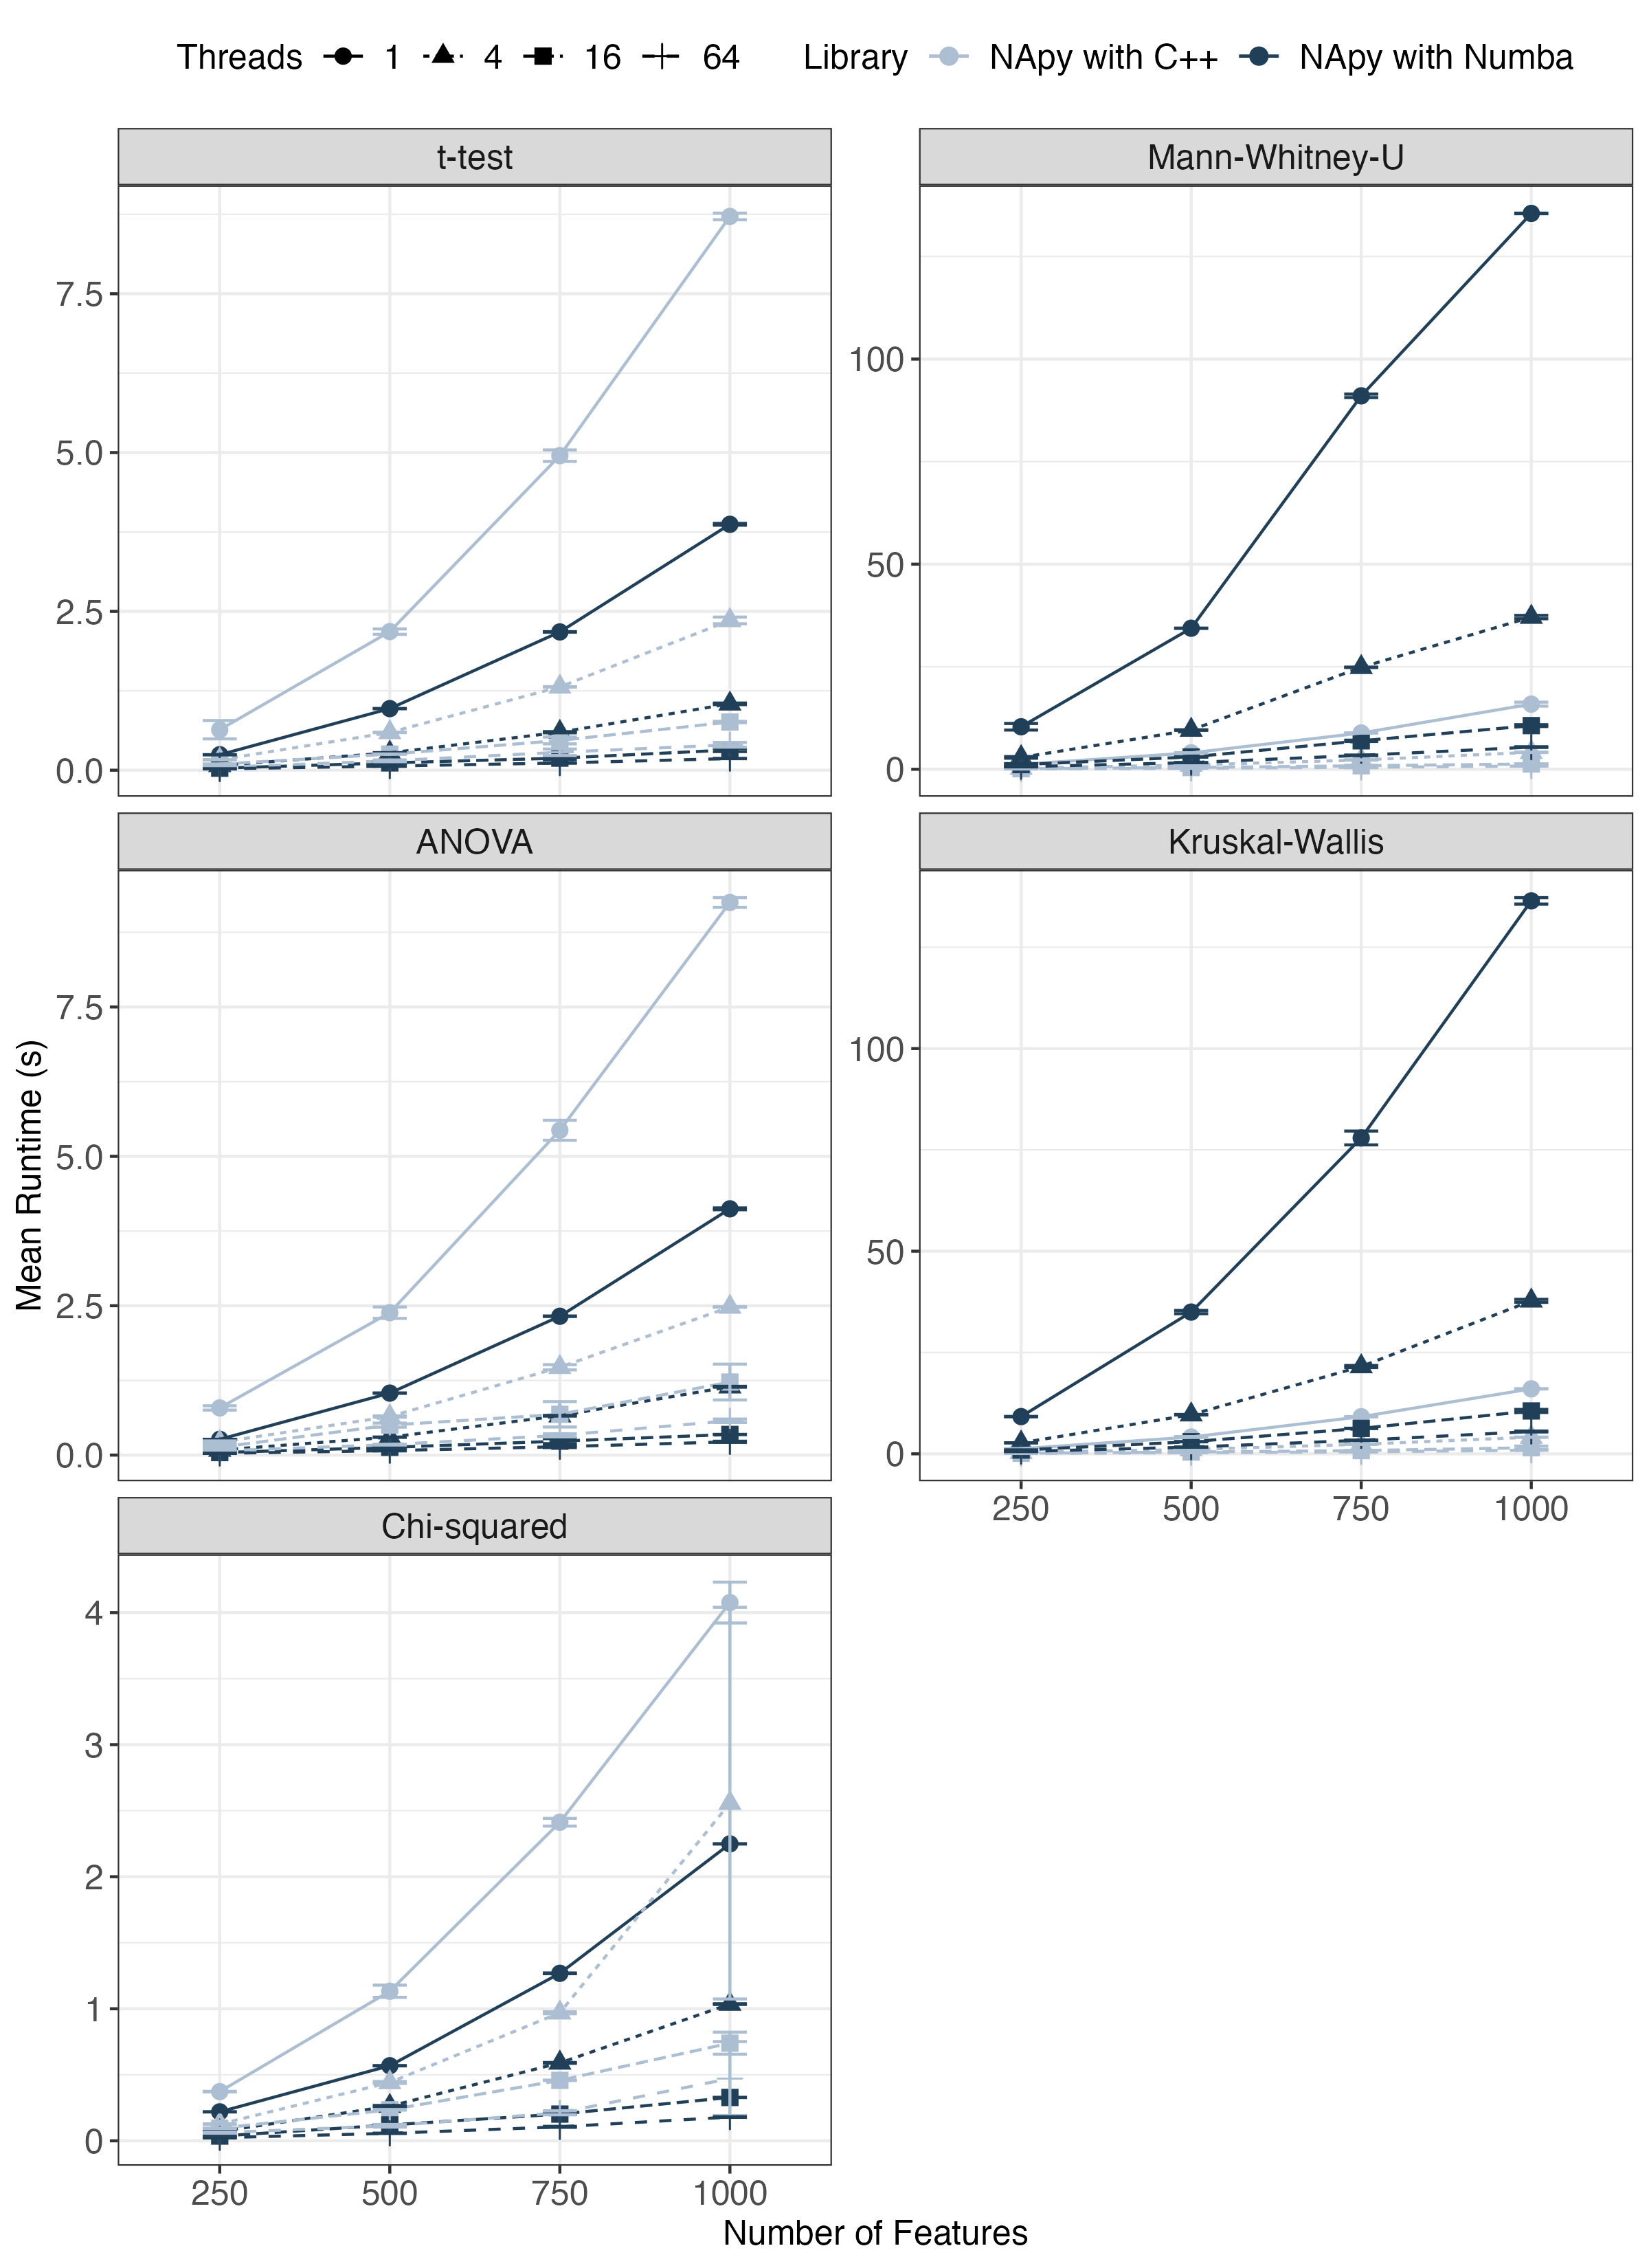 Threads 1 4 16 64 Library NApy with C++ NApy with Numba
t-test
7.5
5.0
2.5
0.0
Mann-Whitney-U
100
50
0
ANOVA
7.5
5.0
2.5
0.0
Kruskal-Wallis
100
50
0
250 500 750 1000
Mean Runtime (s)
Chi-squared
4
3
2
1
0
250 500 750 1000
Number of Features